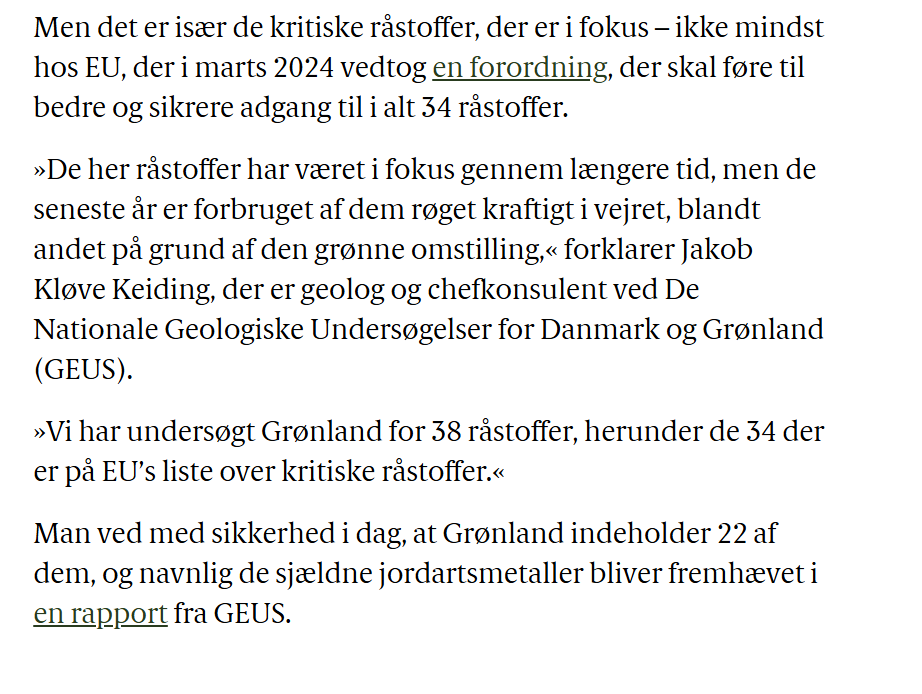 Men det er især de kritiske råstoffer, der er i fokus – ikke mindst
hos EU, der i marts 2024 vedtog en forordning, der skal føre til
bedre og sikrere adgang til i alt 34 råstoffer.
»De her råstoffer har været i fokus gennem længere tid, men de
seneste år er forbruget af dem røget kraftigt i vejret, blandt
andet på grund af den grønne omstilling,« forklarer Jakob
Kløve Keiding, der er geolog og chefkonsulent ved De
Nationale Geologiske Undersøgelser for Danmark og Grønland
(GEUS).
»Vi har undersøgt Grønland for 38 råstoffer, herunder de 34 der
er på EU’s liste over kritiske råstoffer.«
Man ved med sikkerhed i dag, at Grønland indeholder 22 af
dem, og navnlig de sjældne jordartsmetaller bliver fremhævet i
en rapport fra GEUS.